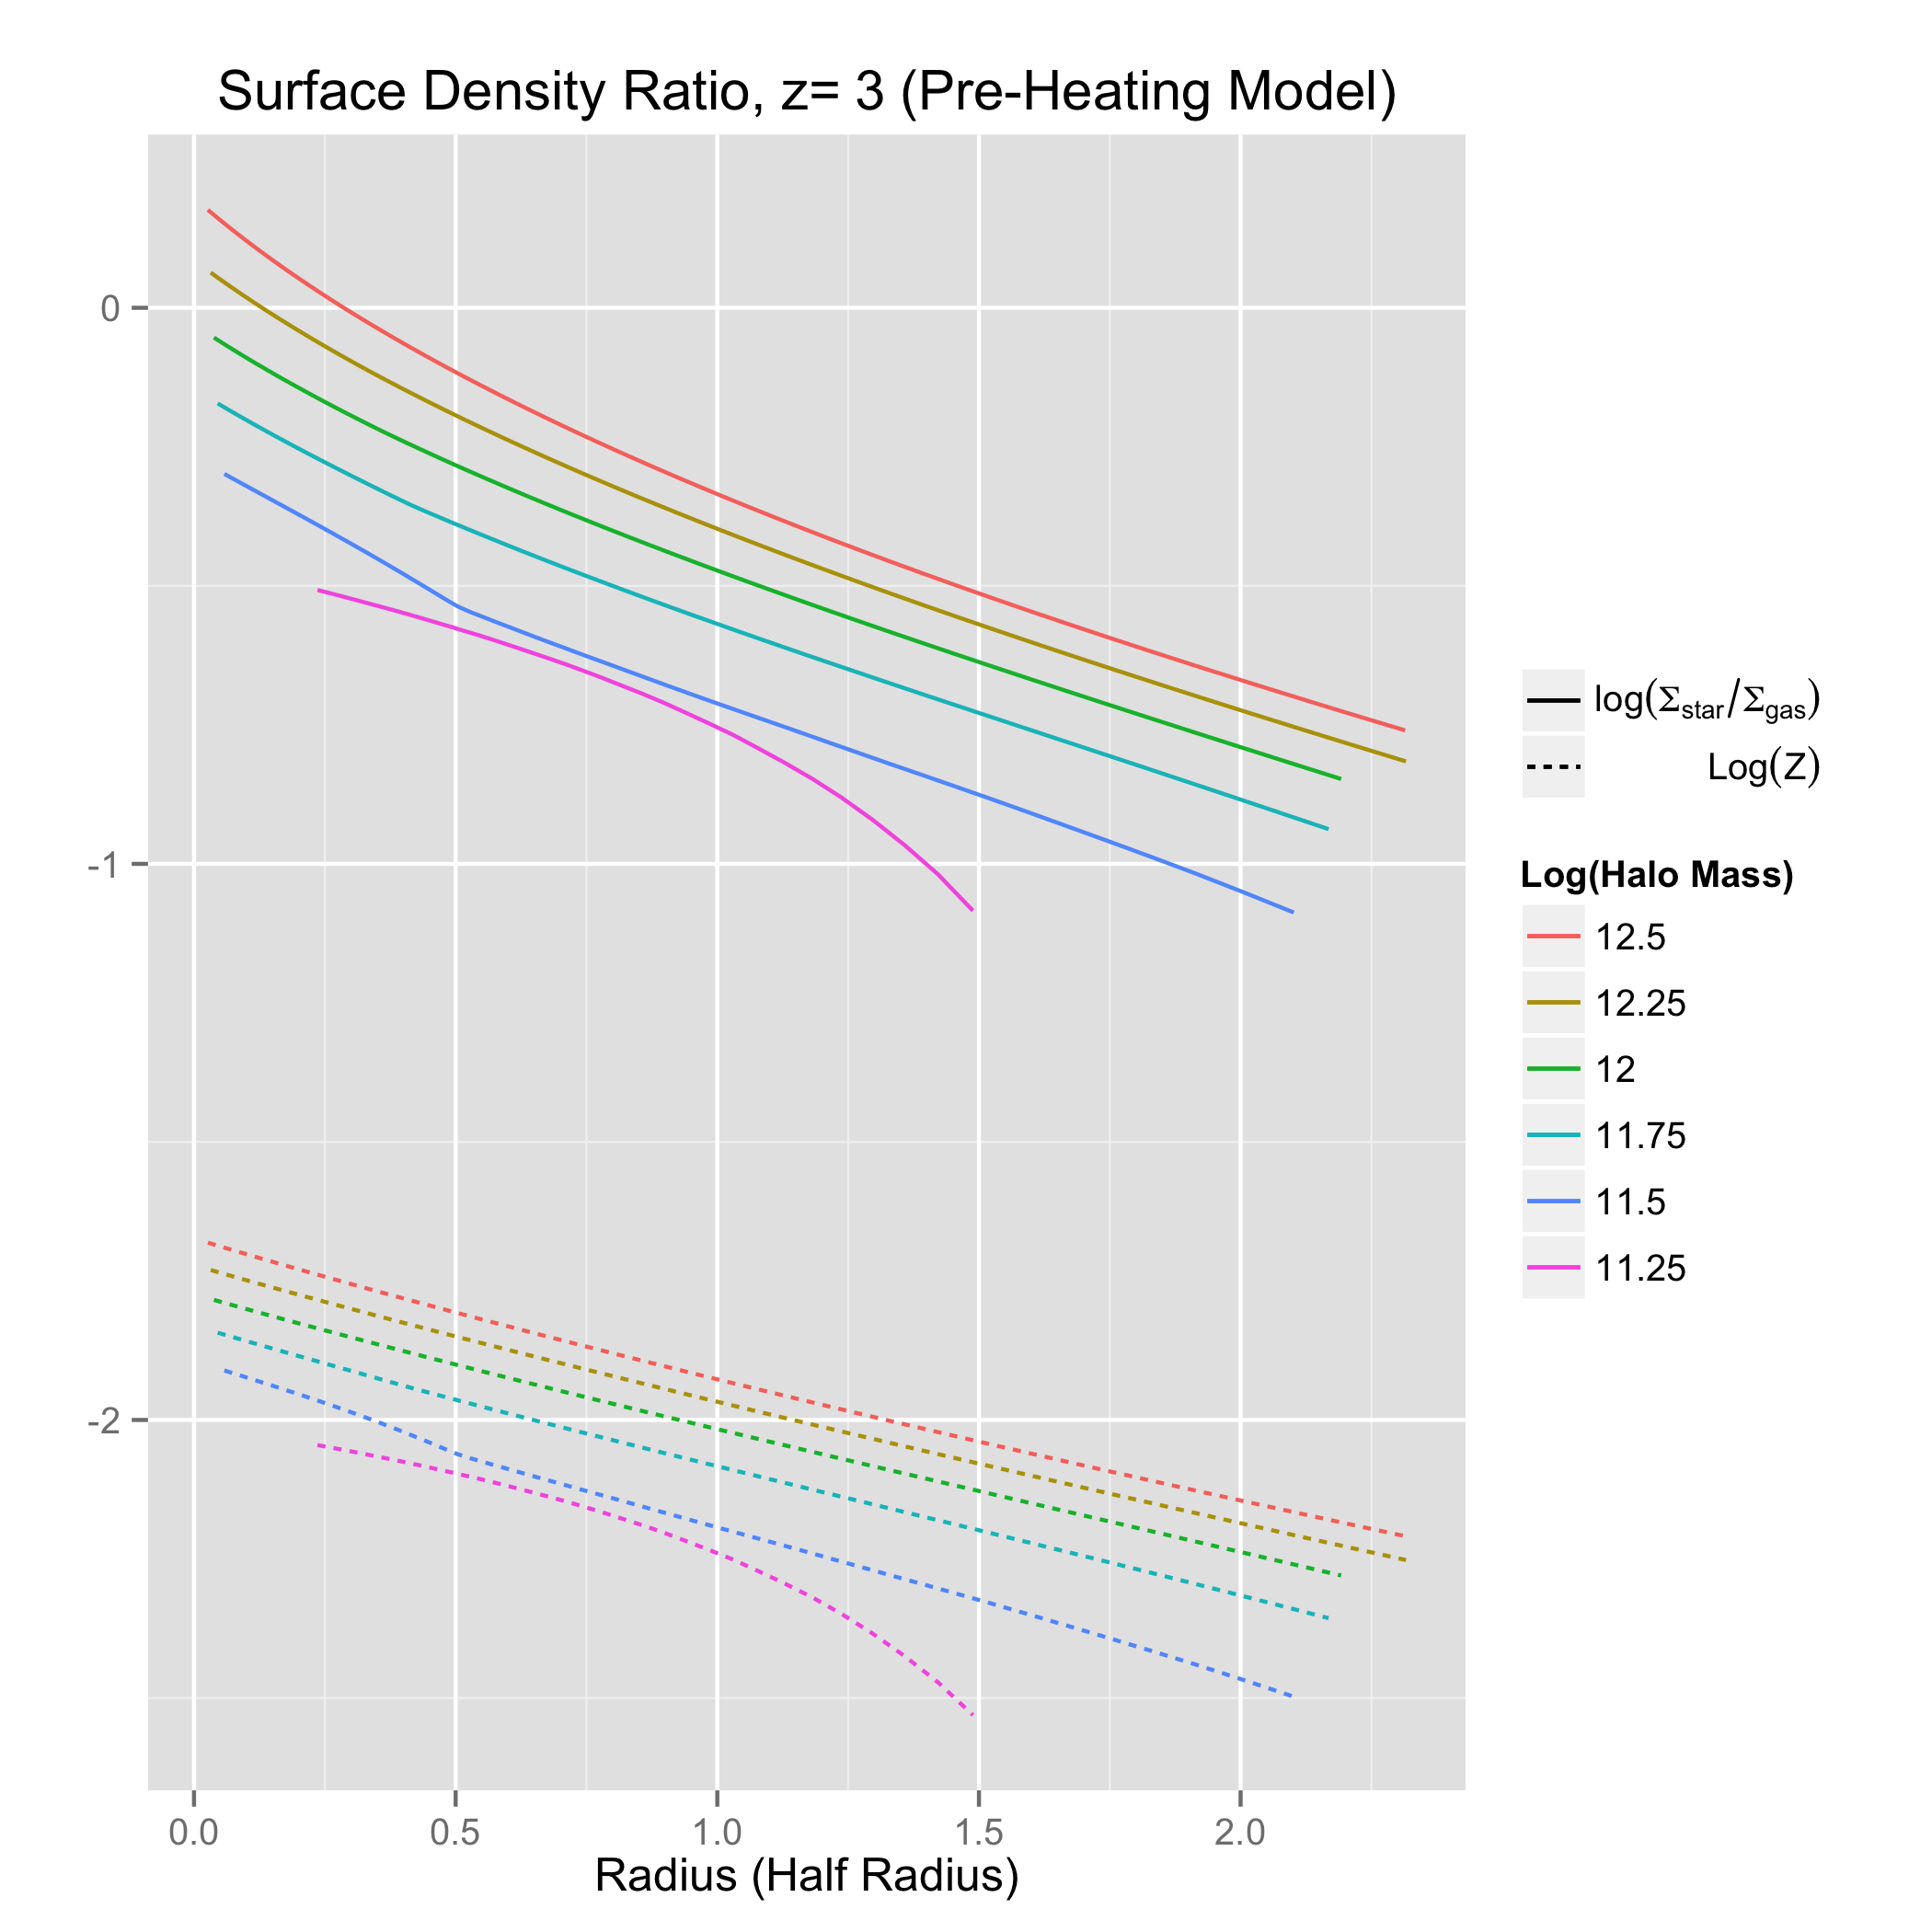 Surface Density Ratio, z= 3 (Pre-Heating Model)
0
-1
-2
0.0 0.5 1.0 1.5 2.0
Radius (Half Radius)
log(Σstar/Σgas)
Log(Z)
Log(Halo Mass)
12.5
12.25
12
11.75
11.5
11.25